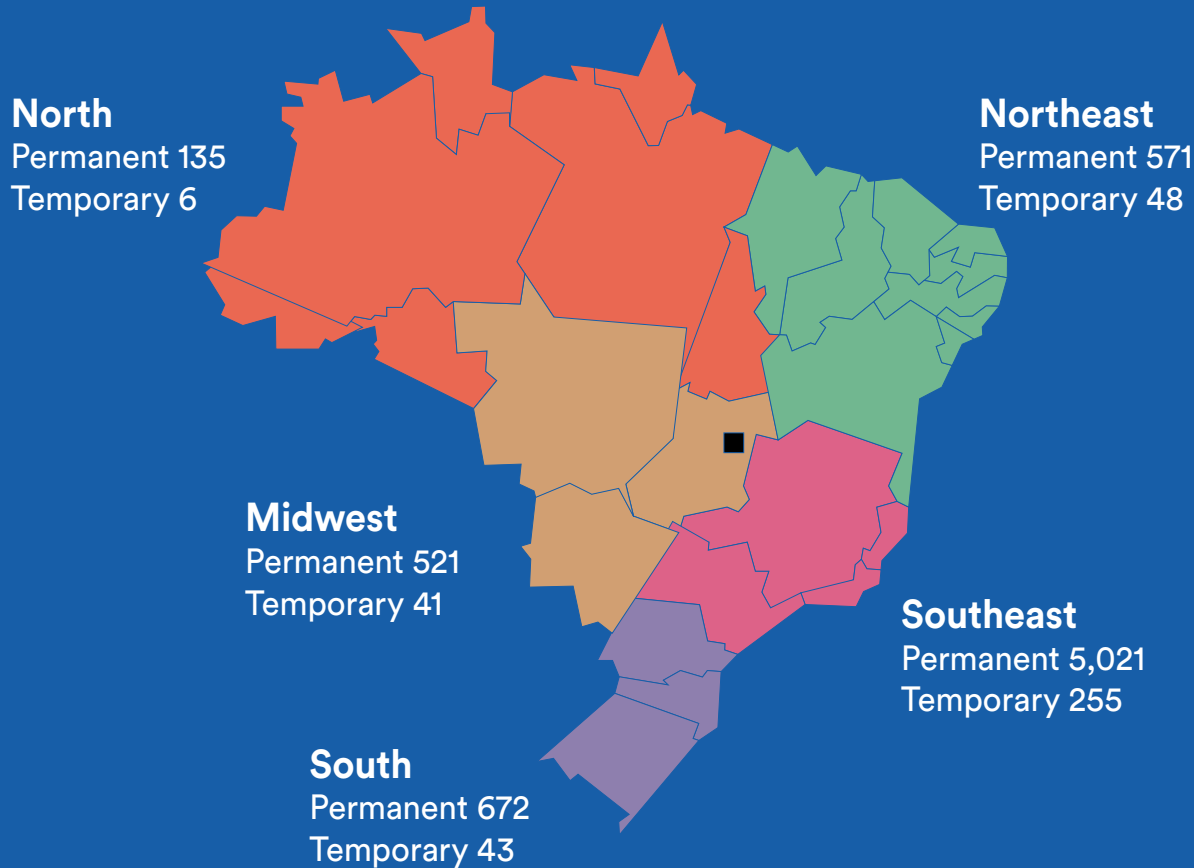 North
Permanent 135
Temporary 6
Northeast
Permanent 571
Temporary 48
Midwest
Permanent 521
Temporary 41
Southeast
Permanent 5,021
Temporary 255
South
Permanent 672
Temporary 43